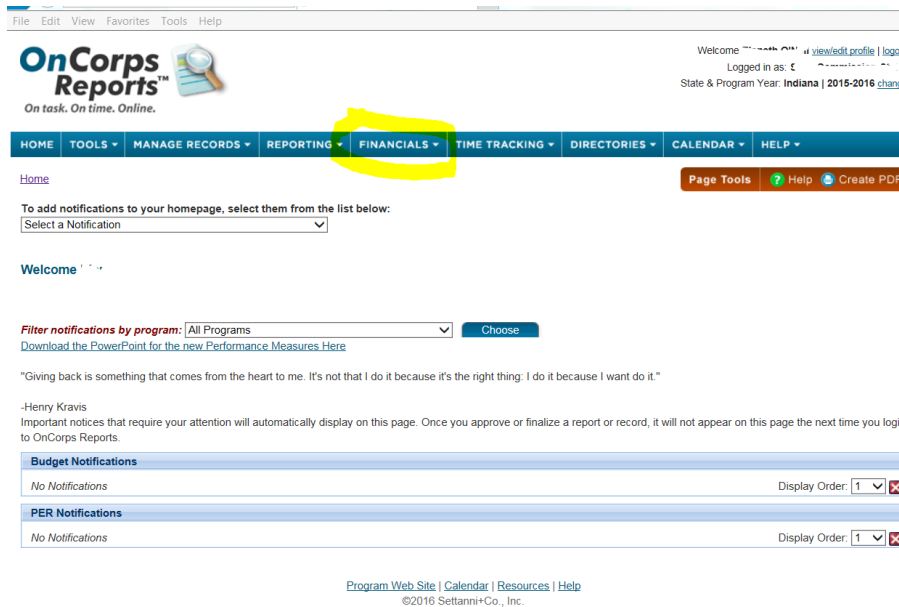 File Edit View Favorites Tools Help
OnCorps
Reports™
On task. On time. Online.
Welcome view/edit profile | logo
Logged in as:
State & Program Year: Indiana | 2015-2016 chan
HOME TOOLS MANAGE RECORDS REPORTING FINANCIALS TIME TRACKING DIRECTORIES CALENDAR HELP
Home
Page Tools ? Help Create PDF
To add notifications to your homepage, select them from the list below:
Select a Notification
Welcome
Filter notifications by program: All Programs Choose
Download the PowerPoint for the new Performance Measures Here
"Giving back is something that comes from the heart to me. It's not that I do it because it's the right thing: I do it because I want do it."
-Henry Kravis
Important notices that require your attention will automatically display on this page. Once you approve or finalize a report or record, it will not appear on this page the next time you logi
to OnCorps Reports.
Budget Notifications
No Notifications Display Order: 1
PER Notifications
No Notifications Display Order: 1
Program Web Site | Calendar | Resources | Help
©2016 Settanni+Co., Inc.